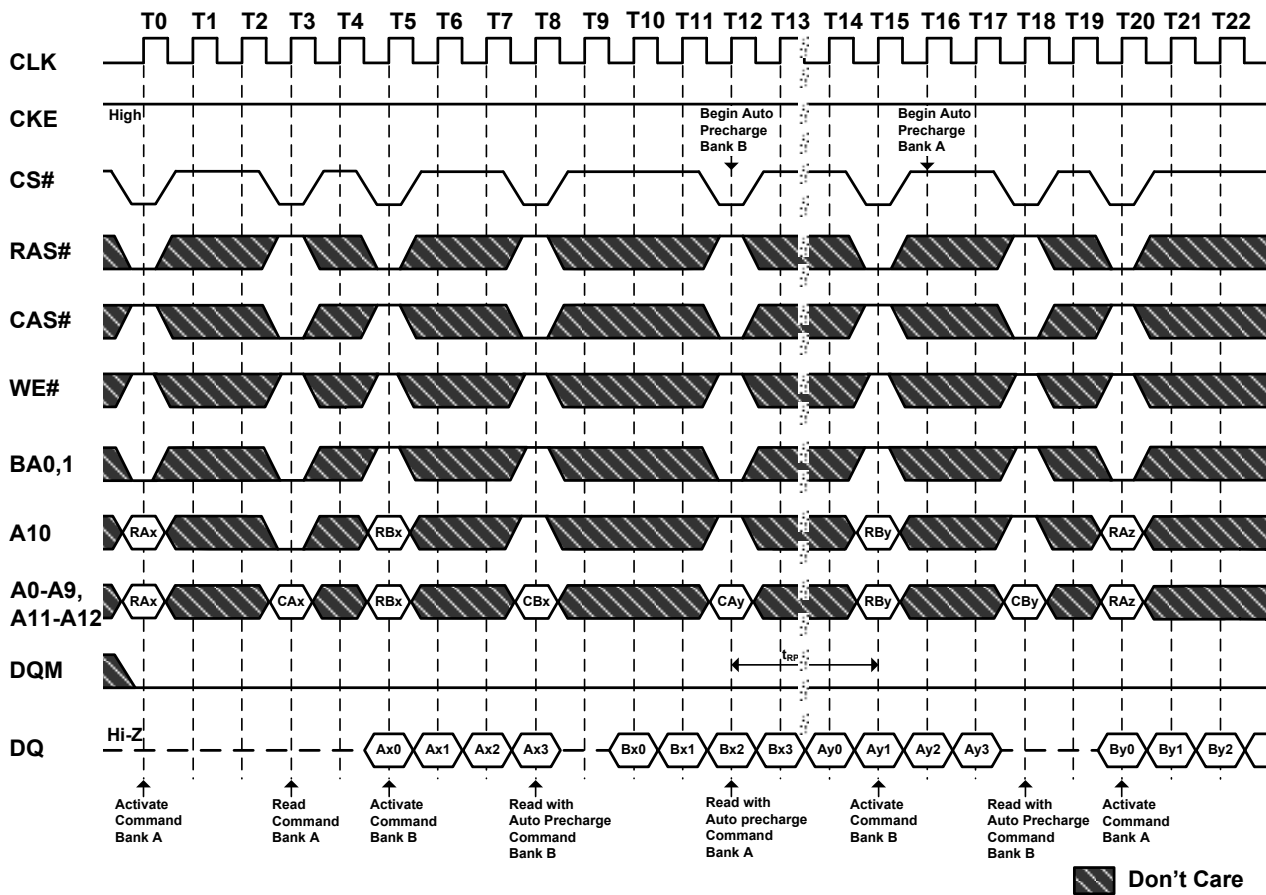 T0 T1 T2 T3 T4 T5 T6 T7 T8 T9 T10 T11 T12 T13 T14 T15 T16 T17 T18 T19 T20 T21 T22
CLK
CKE
High
Begin Auto
Precharge
Bank B
Begin Auto
Precharge
Bank A
CS#
RAS#
CAS#
WE#
BA0,1
A10
RAx RBx RBy RAz
A0-A9,
A11-A12
RAx CAx RBx CBx CAy RBy CBy RAz
DQM
tRP
DQ
Hi-Z
Ax0 Ax1 Ax2 Ax3 Bx0 Bx1 Bx2 Bx3 Ay0 Ay1 Ay2 Ay3 By0 By1 By2
Activate
Command
Bank A
Read
Command
Bank A
Activate
Command
Bank B
Read with
Auto Precharge
Command
Bank B
Read with
Auto precharge
Command
Bank A
Activate
Command
Bank B
Read with
Auto Precharge
Command
Bank B
Activate
Command
Bank A
Don't Care